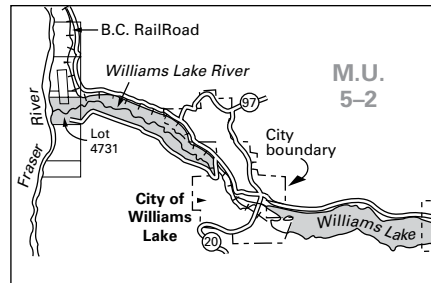 B.C. RailRoad
Williams Lake River
M.U.
5–2
97
River
Fraser
Lot
4731
City
boundary
City of
Williams
Lake
Williams Lake
20